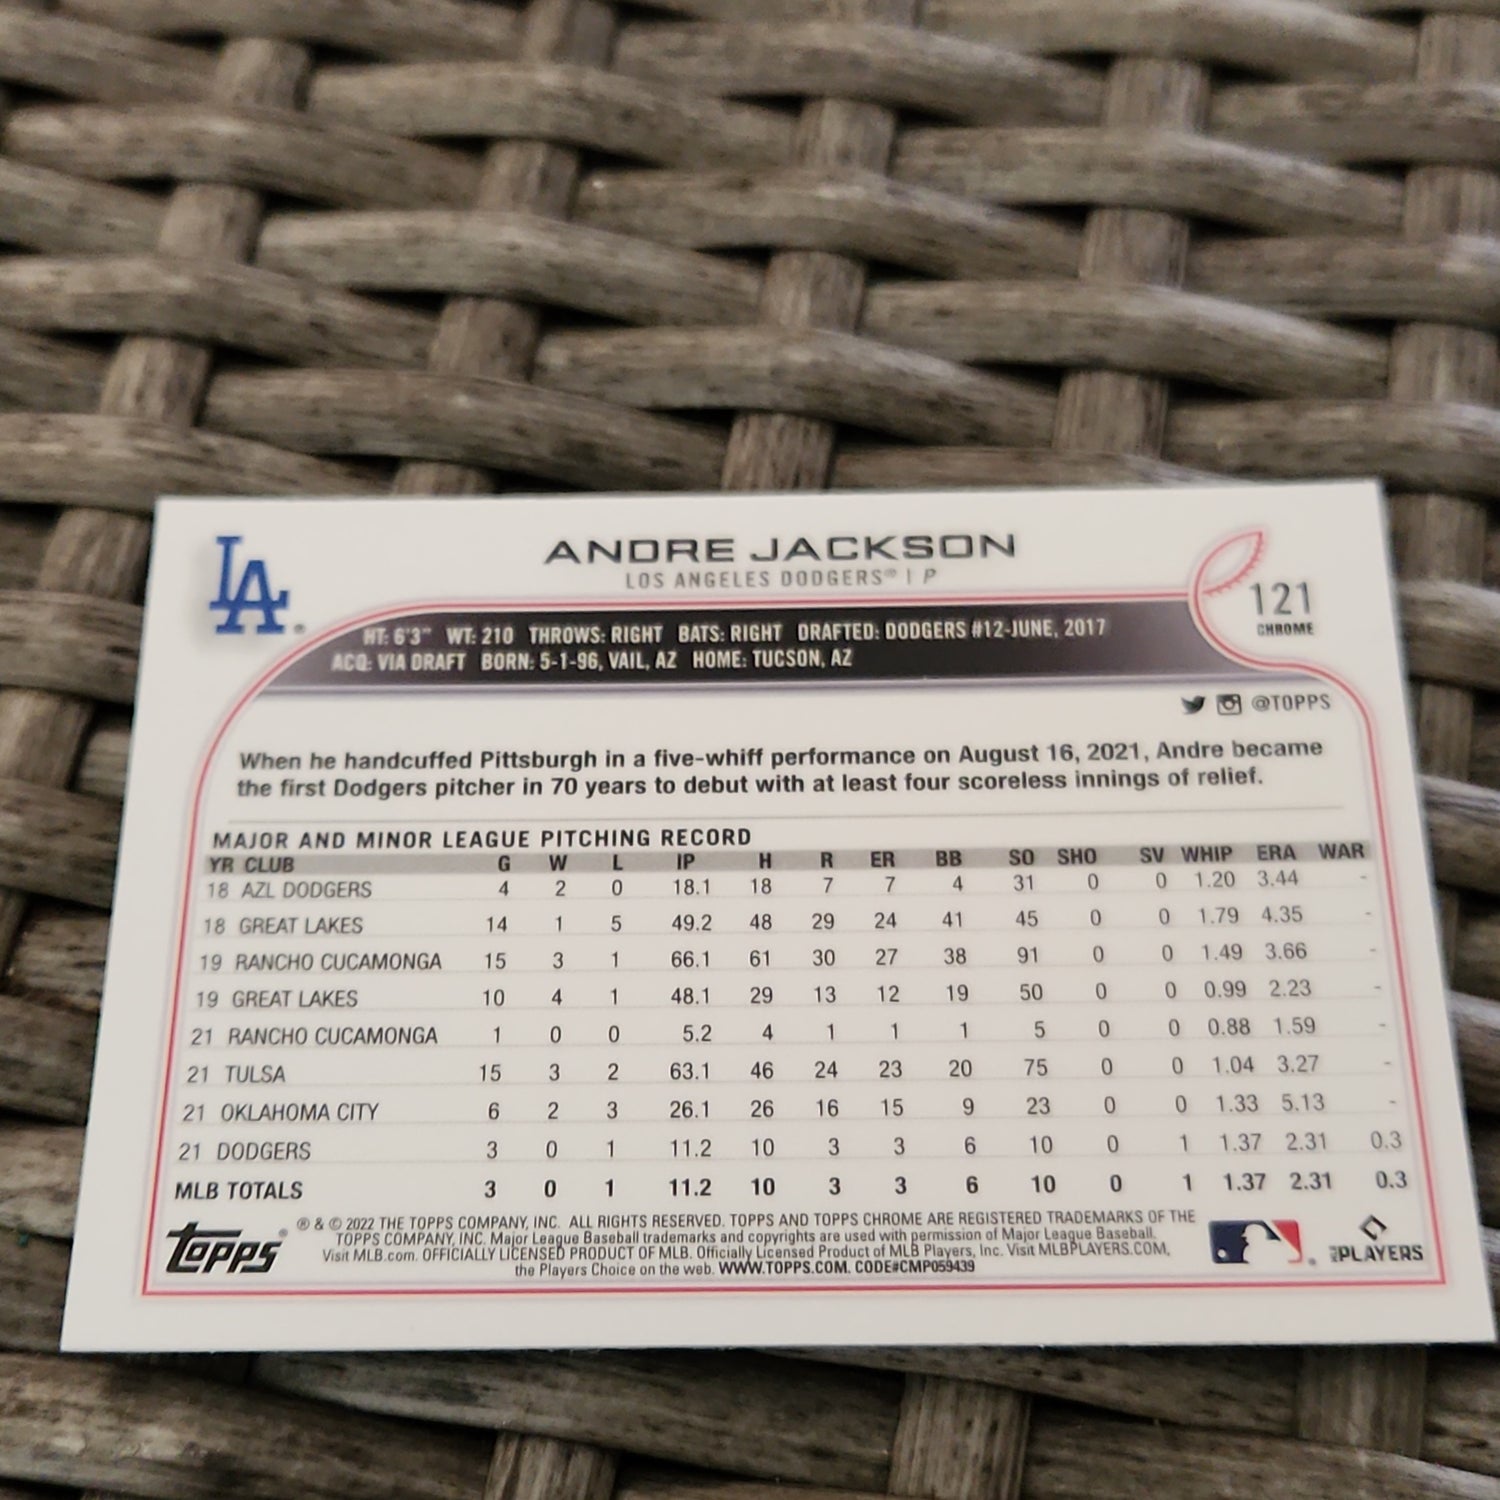 LA
ANDRE JACKSON
LOS ANGELES DODGERS® | P
121
CHROME
HT: 6'3" WT: 210 THROWS: RIGHT BATS: RIGHT DRAFTED: DODGERS #12-JUNE, 2017
ACQ: VIA DRAFT BORN: 5-1-96, VAIL, AZ HOME: TUCSON, AZ
@TOPPS
When he handcuffed Pittsburgh in a five-whiff performance on August 16, 2021, Andre became
the first Dodgers pitcher in 70 years to debut with at least four scoreless innings of relief.
MAJOR AND MINOR LEAGUE PITCHING RECORD
YR CLUB G W L IP H R ER BB SO SHO SV WHIP ERA WAR
18 AZL DODGERS 4 2 0 18.1 18 7 7 4 31 0 0 1.20 3.44 -
18 GREAT LAKES 14 1 5 49.2 48 29 24 41 45 0 0 1.79 4.35 -
19 RANCHO CUCAMONGA 15 3 1 66.1 61 30 27 38 91 0 0 1.49 3.66 -
19 GREAT LAKES 10 4 1 48.1 29 13 12 19 50 0 0 0.99 2.23 -
21 RANCHO CUCAMONGA 1 0 0 5.2 4 1 1 1 5 0 0 0.88 1.59 -
21 TULSA 15 3 2 63.1 46 24 23 20 75 0 0 1.04 3.27 -
21 OKLAHOMA CITY 6 2 3 26.1 26 16 15 9 23 0 0 1.33 5.13 -
21 DODGERS 3 0 1 11.2 10 3 3 6 10 0 1 1.37 2.31 0.3
MLB TOTALS 3 0 1 11.2 10 3 3 6 10 0 1 1.37 2.31 0.3
topps®
® & © 2022 THE TOPPS COMPANY, INC. ALL RIGHTS RESERVED. TOPPS AND TOPPS CHROME ARE REGISTERED TRADEMARKS OF THE
TOPPS COMPANY, INC. Major League Baseball trademarks and copyrights are used with permission of Major League Baseball.
Visit MLB.com. OFFICIALLY LICENSED PRODUCT OF MLB. Officially Licensed Product of MLB Players, Inc. Visit MLBPLAYERS.COM,
the Players Choice on the web. WWW.TOPPS.COM. CODE#CMP059439
PLAYERS